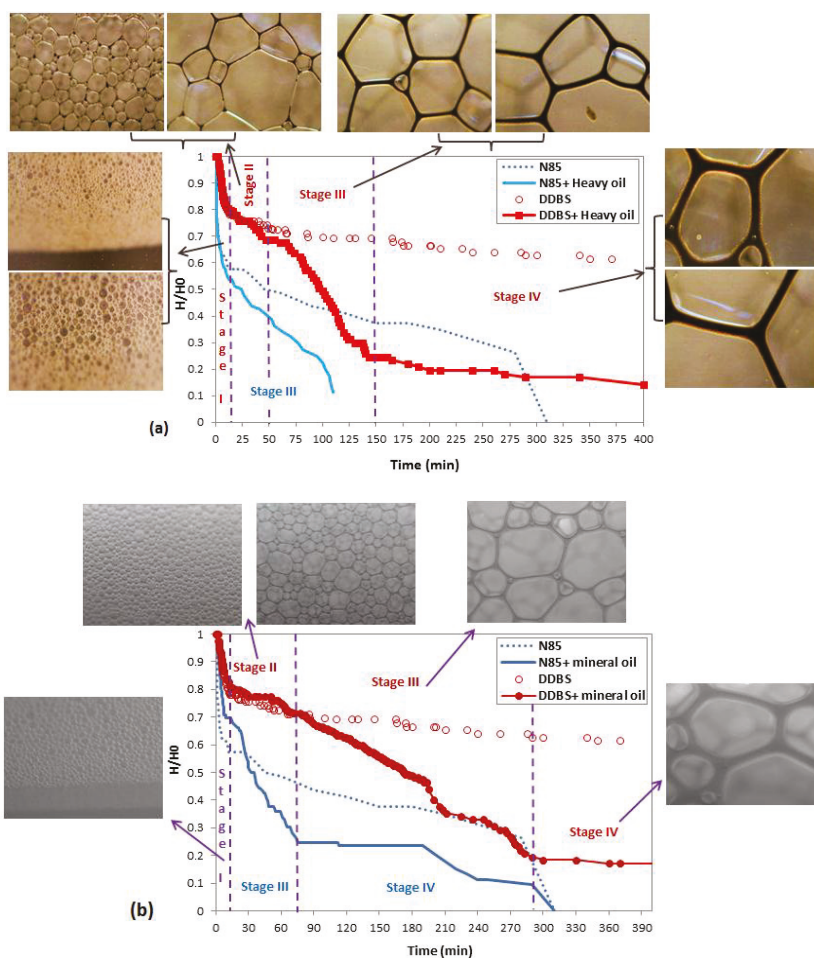 Stage II
Stage III
N85
N85+ Heavy oil
DDBS
DDBS+ Heavy oil
1
0.9
0.8
0.7
0.6
0.5
0.4
0.3
0.2
0.1
0
H/H0
Stage I
Stage III
Stage IV
0 25 50 75 100 125 150 175 200 225 250 275 300 325 350 375 400
(a)
Time (min)
Stage II
Stage III
N85
N85+ mineral oil
DDBS
DDBS+ mineral oil
1
0.9
0.8
0.7
0.6
0.5
0.4
0.3
0.2
0.1
0
H/H0
Stage I
Stage III
Stage IV
Stage IV
0 30 60 90 120 150 180 210 240 270 300 330 360 390
(b)
Time (min)